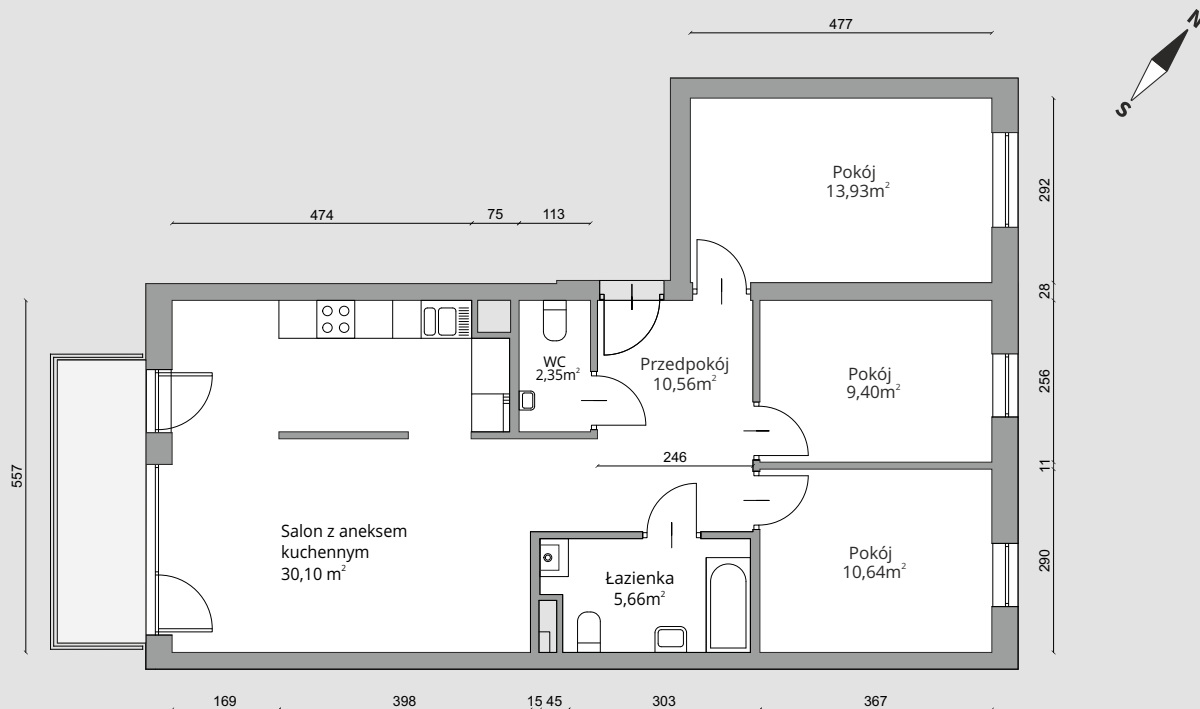 477
N
S
Pokój
13,93m²
292
474
75
113
28
WC
2,35m²
Przedpokój
10,56m²
Pokój
9,40m²
256
246
11
557
Salon z aneksem
kuchennym
30,10 m²
Łazienka
5,66m²
Pokój
10,64m²
290
169
398
15 45
303
367